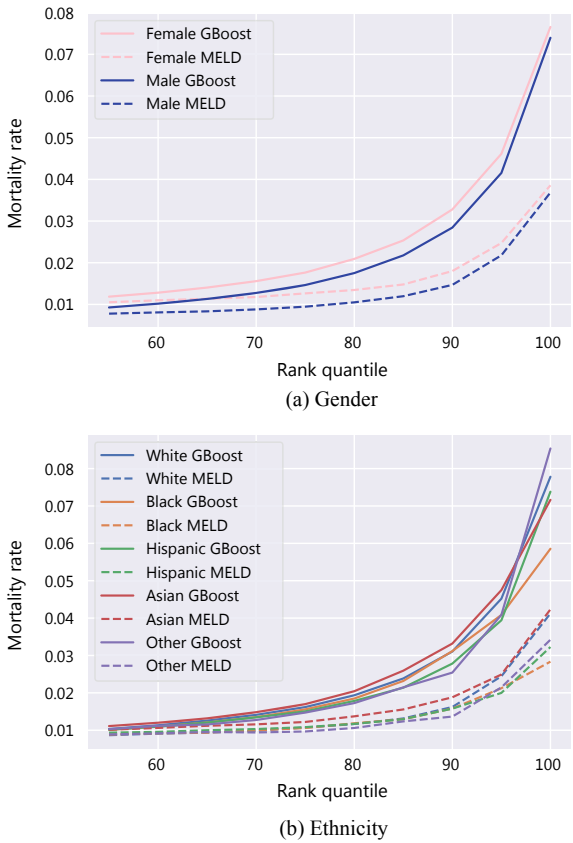 0.08
0.07
0.06
0.05
0.04
0.03
0.02
0.01
Mortality rate
Female GBoost
Female MELD
Male GBoost
Male MELD
60 70 80 90 100
Rank quantile
(a) Gender
0.08
0.07
0.06
0.05
0.04
0.03
0.02
0.01
Mortality rate
White GBoost
White MELD
Black GBoost
Black MELD
Hispanic GBoost
Hispanic MELD
Asian GBoost
Asian MELD
Other GBoost
Other MELD
60 70 80 90 100
Rank quantile
(b) Ethnicity